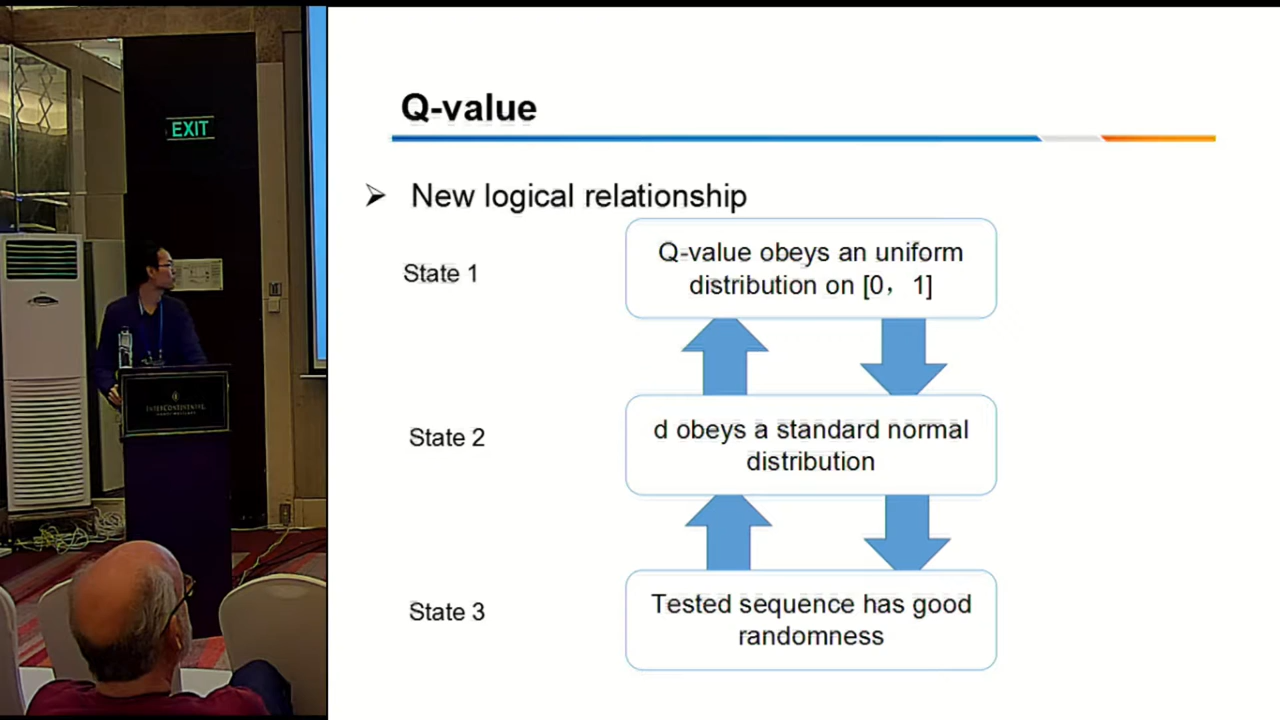 EXIT
INTERCONTINENTAL
Q-value
New logical relationship
State 1
Q-value obeys an uniform
distribution on [0，1]
State 2
d obeys a standard normal
distribution
State 3
Tested sequence has good
randomness